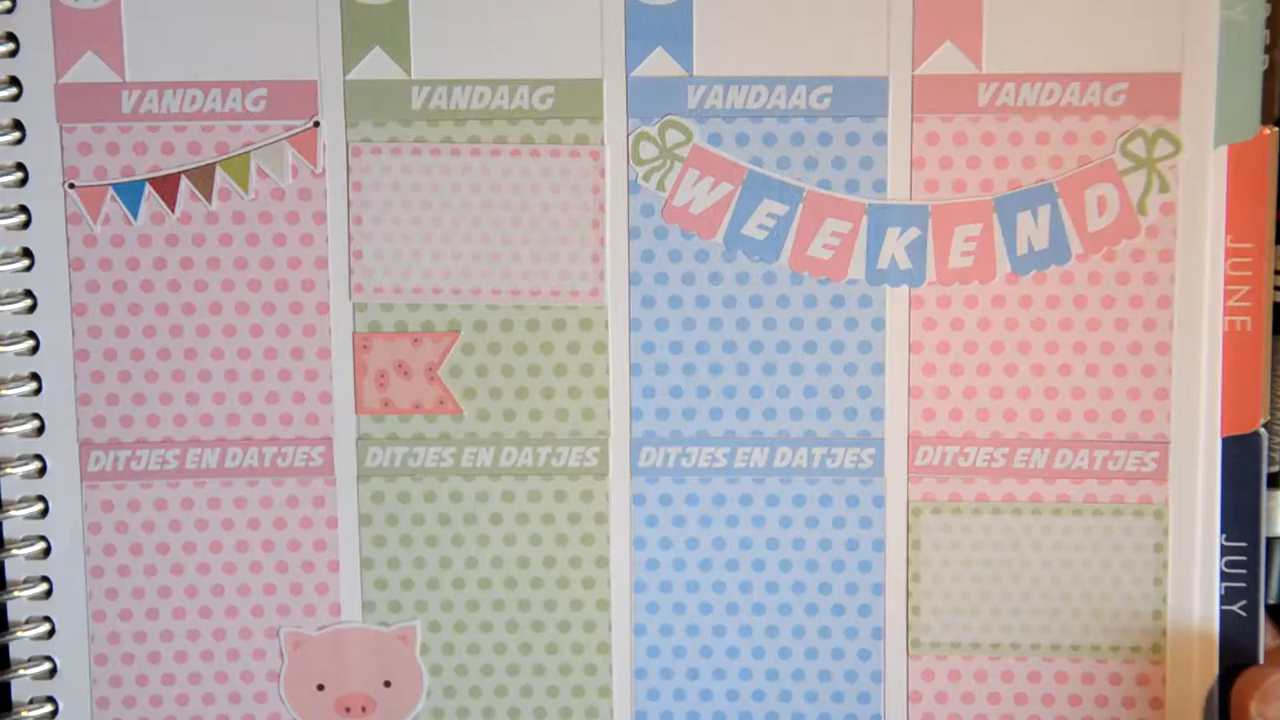 VANDAAG
VANDAAG
VANDAAG
VANDAAG
WEEKEND
DITJES EN DATJES
DITJES EN DATJES
DITJES EN DATJES
DITJES EN DATJES
JUNE
JULY